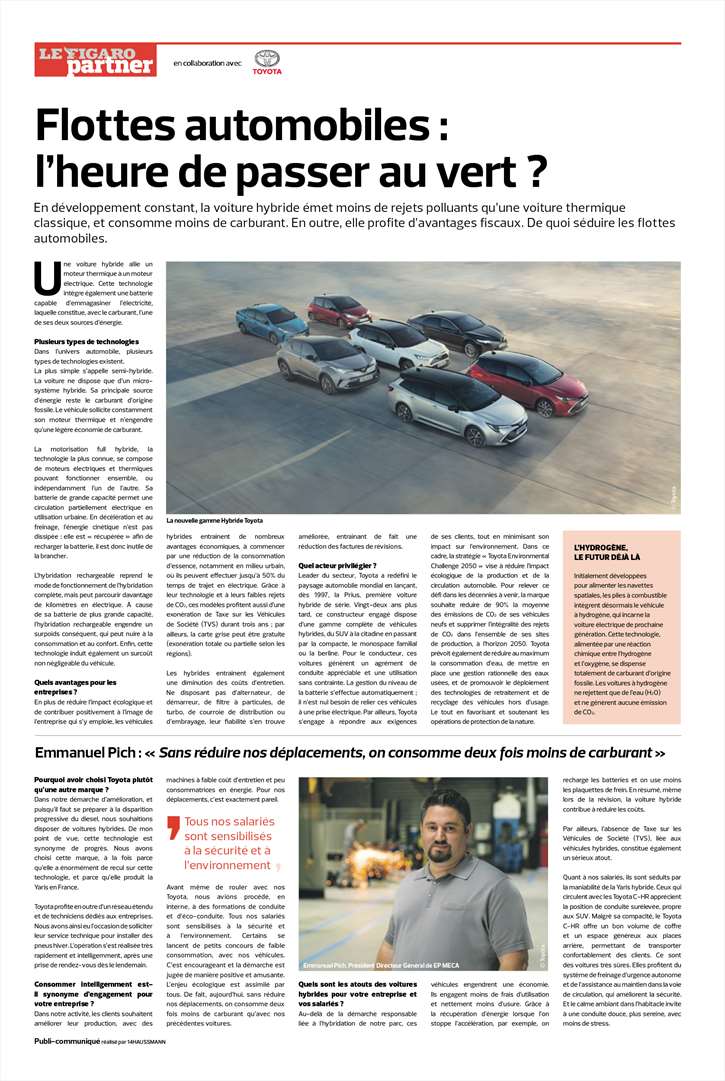 LE FIGARO
partner
en collaboration avec
TOYOTA
Flottes automobiles :
l'heure de passer au vert ?
En développement constant, la voiture hybride émet moins de rejets polluants qu'une voiture thermique
classique, et consomme moins de carburant. En outre, elle profite d'avantages fiscaux. De quoi séduire les flottes
automobiles.
Une voiture hybride allie un
moteur thermique à un moteur
électrique. Cette technologie
intègre également une batterie
capable d'emmagasiner l'électricité,
laquelle constitue, avec le carburant, l'une
de ses deux sources d'énergie.
Plusieurs types de technologies
Dans l'univers automobile, plusieurs
types de technologies existent.
La plus simple s'appelle semi-hybride.
La voiture ne dispose que d'un micro-
système hybride. Sa principale source
d'énergie reste le carburant d'origine
fossile. Le véhicule sollicite constamment
son moteur thermique et n'engendre
qu'une légère économie de carburant.
La motorisation full hybride, la
technologie la plus connue, se compose
de moteurs électriques et thermiques
pouvant fonctionner ensemble, ou
indépendamment l'un de l'autre. Sa
batterie de grande capacité permet une
circulation partiellement électrique en
utilisation urbaine. En décélération et au
freinage, l'énergie cinétique n'est pas
dissipée : elle est « récupérée » afin de
recharger la batterie, il est donc inutile de
la brancher.
L'hybridation rechargeable reprend le
mode de fonctionnement de l'hybridation
complète, mais peut parcourir davantage
de kilomètres en électrique. A cause
de sa batterie de plus grande capacité,
l'hybridation rechargeable engendre un
surpoids conséquent, qui peut nuire à la
consommation et au confort. Enfin, cette
technologie induit également un surcoût
non négligeable du véhicule.
Quels avantages pour les
entreprises ?
En plus de réduire l'impact écologique et
de contribuer positivement à l'image de
l'entreprise qui s'y emploie, les véhicules
© Toyota
La nouvelle gamme Hybride Toyota
hybrides entrainent de nombreux
avantages économiques, à commencer
par une réduction de la consommation
d'essence, notamment en milieu urbain,
où ils peuvent effectuer jusqu'à 50% du
temps de trajet en électrique. Grâce à
leur technologie et à leurs faibles rejets
de CO₂, ces modèles profitent aussi d'une
exonération de Taxe sur les Véhicules
de Société (TVS) durant trois ans ; par
ailleurs, la carte grise peut être gratuite
(exonération totale ou partielle selon les
régions).
Les hybrides entrainent également
une diminution des coûts d'entretien.
Ne disposant pas d'alternateur, de
démarreur, de filtre à particules, de
turbo, de courroie de distribution ou
d'embrayage, leur fiabilité s'en trouve
améliorée, entrainant de fait une
réduction des factures de révisions.
Quel acteur privilégier ?
Leader du secteur, Toyota a redéfini le
paysage automobile mondial en lançant,
dès 1997, la Prius, première voiture
hybride de série. Vingt-deux ans plus
tard, ce constructeur engagé dispose
d'une gamme complète de véhicules
hybrides, du SUV à la citadine en passant
par la compacte, le monospace familial
ou la berline. Pour le conducteur, ces
voitures génèrent un agrément de
conduite appréciable et une utilisation
sans contrainte. La gestion du niveau de
la batterie s'effectue automatiquement ;
il n'est nul besoin de relier ces véhicules
à une prise électrique. Par ailleurs, Toyota
s'engage à répondre aux exigences
de ses clients, tout en minimisant son
impact sur l'environnement. Dans ce
cadre, la stratégie « Toyota Environmental
Challenge 2050 » vise à réduire l'impact
écologique de la production et de la
circulation automobile. Pour relever ce
défi dans les décennies à venir, la marque
souhaite réduire de 90% la moyenne
des émissions de CO₂ de ses véhicules
neufs et supprimer l'intégralité des rejets
de CO₂ dans l'ensemble de ses sites
de production, à l'horizon 2050. Toyota
prévoit également de réduire au maximum
la consommation d'eau, de mettre en
place une gestion rationnelle des eaux
usées, et de promouvoir le déploiement
des technologies de retraitement et de
recyclage des véhicules hors d'usage.
Le tout en favorisant et soutenant les
opérations de protection de la nature.
L'HYDROGÈNE,
LE FUTUR DÉJÀ LÀ
Initialement développées
pour alimenter les navettes
spatiales, les piles à combustible
intègrent désormais le véhicule
à hydrogène, qui incarne la
voiture électrique de prochaine
génération. Cette technologie,
alimentée par une réaction
chimique entre l'hydrogène
et l'oxygène, se dispense
totalement de carburant d'origine
fossile. Les voitures à hydrogène
ne rejettent que de l'eau (H₂O)
et ne génèrent aucune émission
de CO₂.
Emmanuel Pich : « Sans réduire nos déplacements, on consomme deux fois moins de carburant »
Pourquoi avoir choisi Toyota plutôt
qu'une autre marque ?
Dans notre démarche d'amélioration, et
puisqu'il faut se préparer à la disparition
progressive du diesel, nous souhaitions
disposer de voitures hybrides. De mon
point de vue, cette technologie est
synonyme de progrès. Nous avons
choisi cette marque, à la fois parce
qu'elle a énormément de recul sur cette
technologie, et parce qu'elle produit la
Yaris en France.
Toyota profite en outre d'un réseau étendu
et de techniciens dédiés aux entreprises.
Nous avons ainsi eu l'occasion de solliciter
leur service technique pour installer des
pneus hiver. L'opération s'est réalisée très
rapidement et intelligemment, après une
prise de rendez-vous dès le lendemain.
Consommer intelligemment est-
il synonyme d'engagement pour
votre entreprise ?
Dans notre activité, les clients souhaitent
améliorer leur production, avec des
machines à faible coût d'entretien et peu
consommatrices en énergie. Pour nos
déplacements, c'est exactement pareil.
Tous nos salariés
sont sensibilisés
à la sécurité et à
l'environnement
Avant même de rouler avec nos
Toyota, nous avions procédé, en
interne, à des formations de conduite
et d'éco-conduite. Tous nos salariés
sont sensibilisés à la sécurité et
à l'environnement. Certains se
lancent de petits concours de faible
consommation, avec nos véhicules.
C'est encourageant et la démarche est
jugée de manière positive et amusante.
L'enjeu écologique est assimilé par
tous. De fait, aujourd'hui, sans réduire
nos déplacements, on consomme deux
fois moins de carburant qu'avec nos
précédentes voitures.
Emmanuel Pich, Président Directeur Général de EP MECA
© Toyota
Quels sont les atouts des voitures
hybrides pour votre entreprise et
vos salariés ?
Au-delà de la démarche responsable
liée à l'hybridation de notre parc, ces
véhicules engendrent une économie.
Ils engagent moins de frais d'utilisation
et nettement moins d'usure. Grâce à
la récupération d'énergie lorsque l'on
stoppe l'accélération, par exemple, on
recharge les batteries et on use moins
les plaquettes de frein. En résumé, même
lors de la révision, la voiture hybride
contribue à réduire les coûts.
Par ailleurs, l'absence de Taxe sur les
Véhicules de Société (TVS), liée aux
véhicules hybrides, constitue également
un sérieux atout.
Quant à nos salariés, ils sont séduits par
la maniabilité de la Yaris hybride. Ceux qui
circulent avec les Toyota C-HR apprécient
la position de conduite surelevée, propre
aux SUV. Malgré sa compacité, le Toyota
C-HR offre un bon volume de coffre
et un espace généreux aux places
arrière, permettant de transporter
confortablement des clients. Ce sont
des voitures très sûres. Elles profitent du
système de freinage d'urgence autonome
et de l'assistance au maintien dans la voie
de circulation, qui améliorent la sécurité.
Et le calme ambiant dans l'habitacle invite
à une conduite douce, plus sereine, avec
moins de stress.
Publi-communiqué réalisé par 14HAUSSMANN